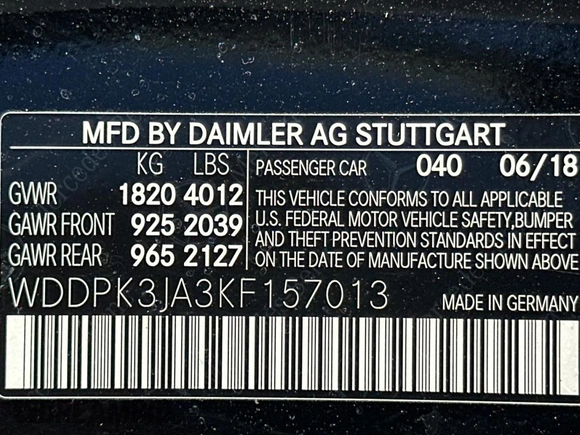 MFD BY DAIMLER AG STUTTGART
KG LBS
GVWR 1820 4012
GAWR FRONT 925 2039
GAWR REAR 965 2127
PASSENGER CAR 040 06/18
THIS VEHICLE CONFORMS TO ALL APPLICABLE
U.S. FEDERAL MOTOR VEHICLE SAFETY,BUMPER
AND THEFT PREVENTION STANDARDS IN EFFECT
ON THE DATE OF MANUFACTURE SHOWN ABOVE.
WDDPK3JA3KF157013 MADE IN GERMANY